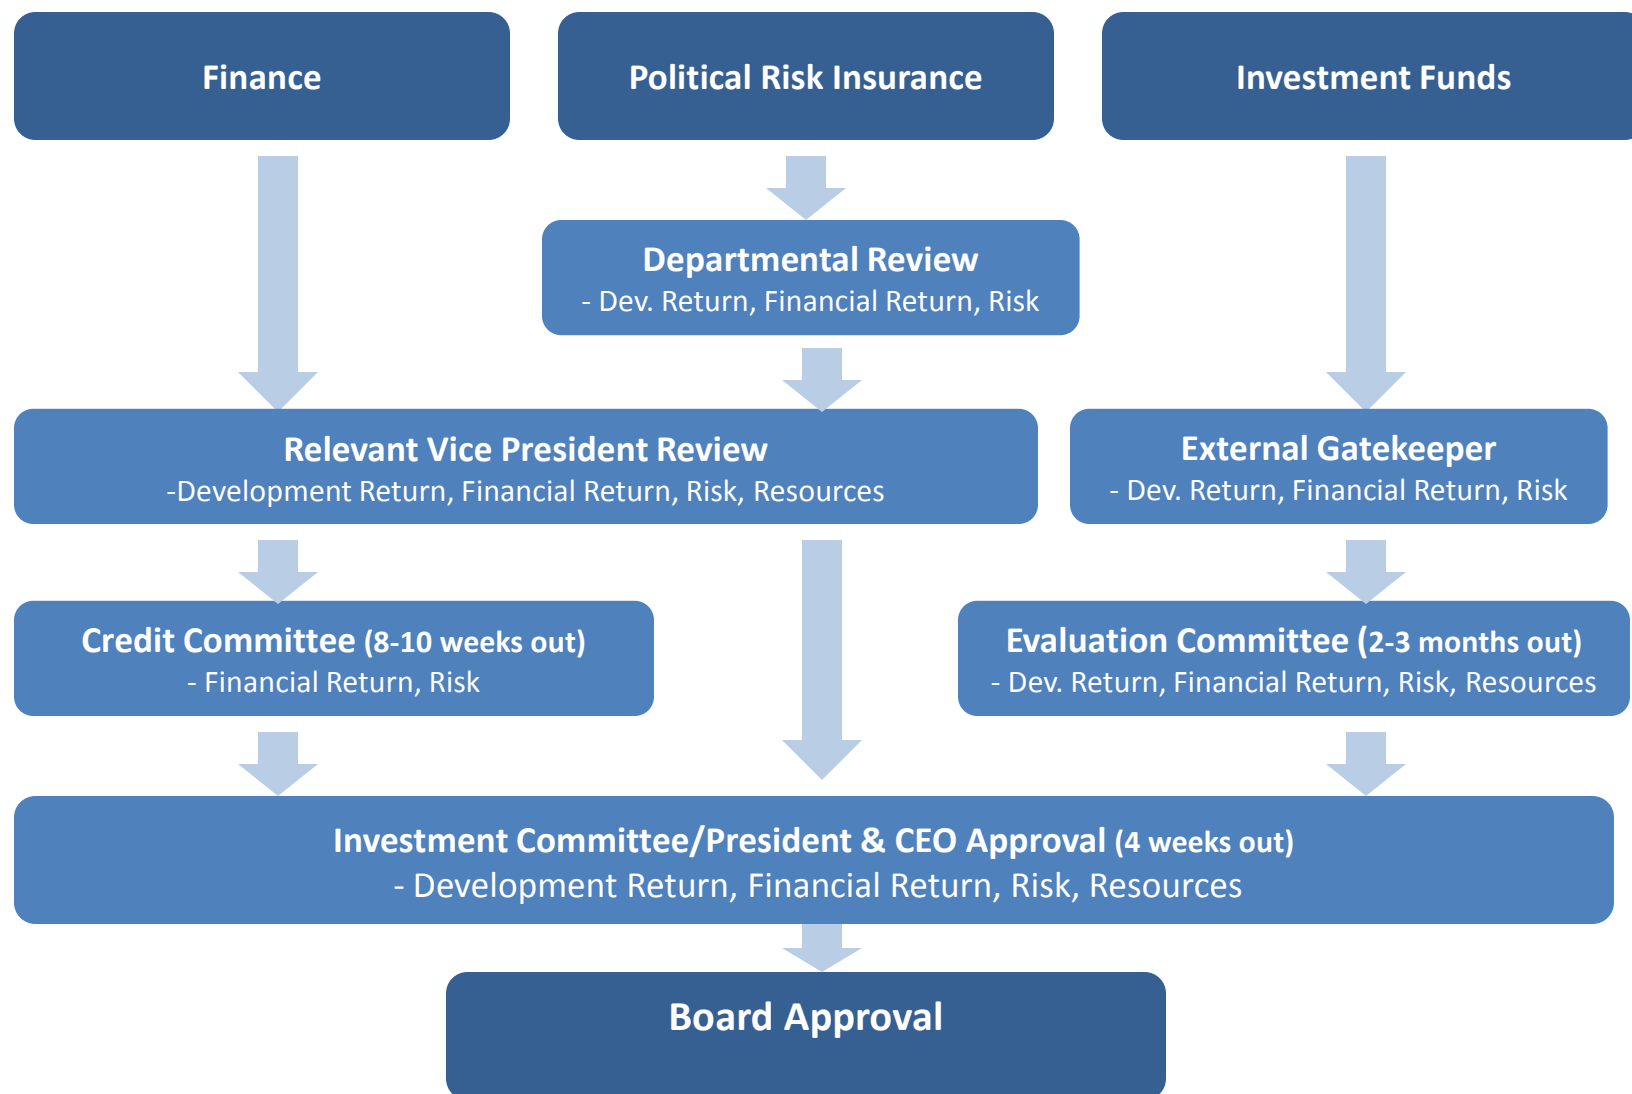 Finance
Political Risk Insurance
Investment Funds
Departmental Review
- Dev. Return, Financial Return, Risk
Relevant Vice President Review
-Development Return, Financial Return, Risk, Resources
External Gatekeeper
- Dev. Return, Financial Return, Risk
Credit Committee (8-10 weeks out)
- Financial Return, Risk
Evaluation Committee (2-3 months out)
- Dev. Return, Financial Return, Risk, Resources
Investment Committee/President & CEO Approval (4 weeks out)
- Development Return, Financial Return, Risk, Resources
Board Approval